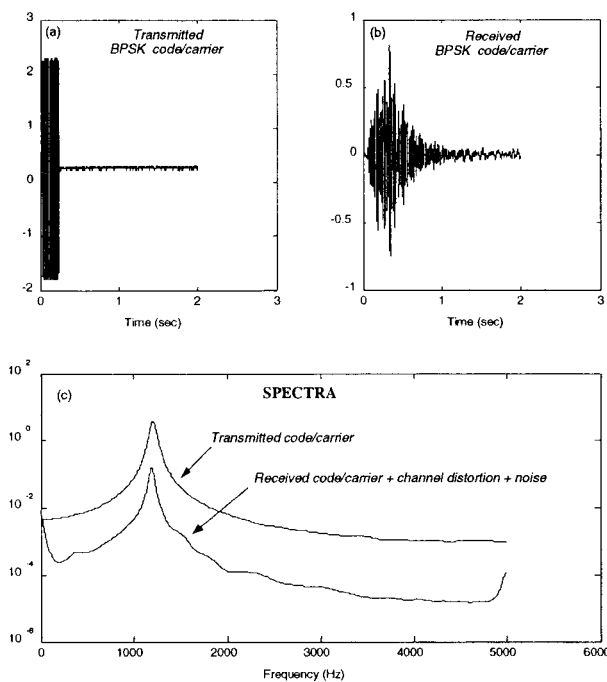 (a)
Transmitted
BPSK code/carrier
3
2
1
0
-1
-2
0
1
2
3
Time (sec)
(b)
Received
BPSK code/carrier
1
0.5
0
-0.5
-1
0
1
2
3
Time (sec)
(c)
SPECTRA
10 -2
10 0
10 -2
10 -4
10 -6
Transmitted code/carrier
Received code/carrier + channel distortion + noise
0
1000
2000
3000
4000
5000
6000
Frequency (Hz)